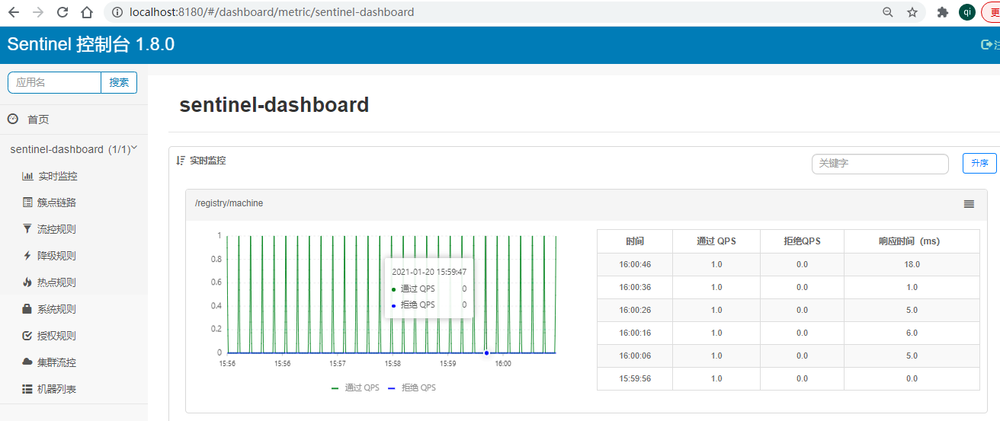 localhost:8180/#/dashboard/metric/sentinel-dashboard
qi
更
Sentinel 控制台 1.8.0
注
应用名
搜索
首页
sentinel-dashboard (1/1)
实时监控
簇点链路
流控规则
降级规则
热点规则
系统规则
授权规则
集群流控
机器列表
sentinel-dashboard
实时监控
关键字
升序
/registry/machine
1
0.8
0.6
0.4
0.2
0
15:56 15:56 15:57 15:58 15:59 16:00
2021-01-20 15:59:47
通过 QPS 0
拒绝 QPS 0
通过 QPS 拒绝 QPS
时间 通过 QPS 拒绝QPS 响应时间 (ms)
16:00:46 1.0 0.0 18.0
16:00:36 1.0 0.0 1.0
16:00:26 1.0 0.0 5.0
16:00:16 1.0 0.0 6.0
16:00:06 1.0 0.0 5.0
15:59:56 1.0 0.0 0.0